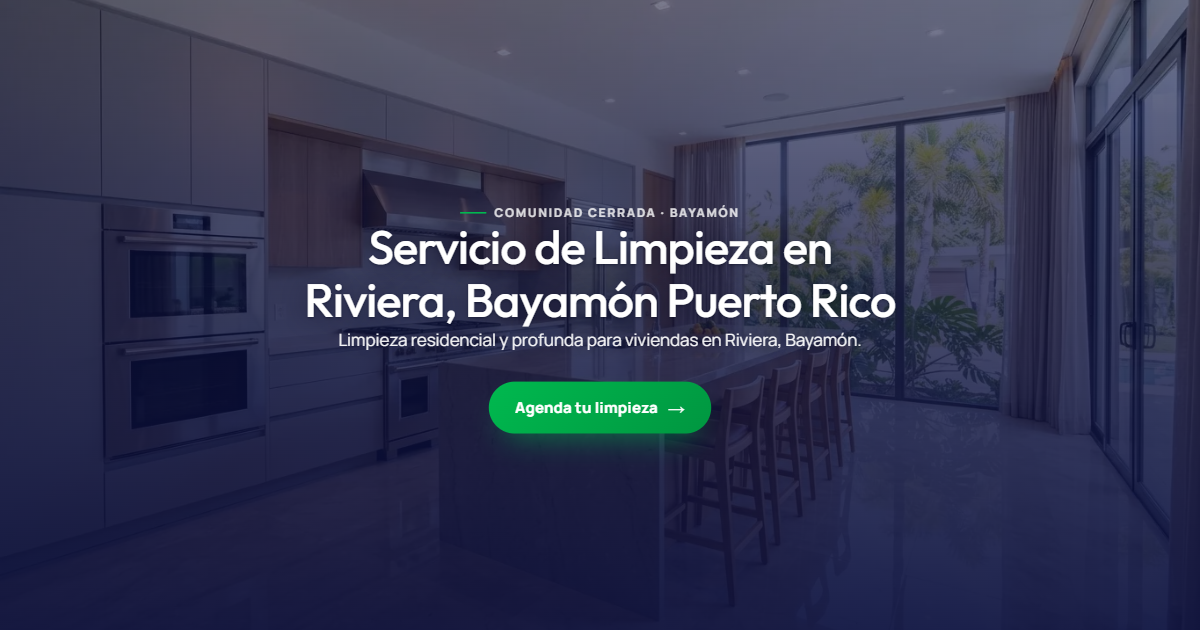 COMUNIDAD CERRADA · BAYAMÓN
Servicio de Limpieza en
Riviera, Bayamón Puerto Rico
Limpieza residencial y profunda para viviendas en Riviera, Bayamón.
Agenda tu limpieza →